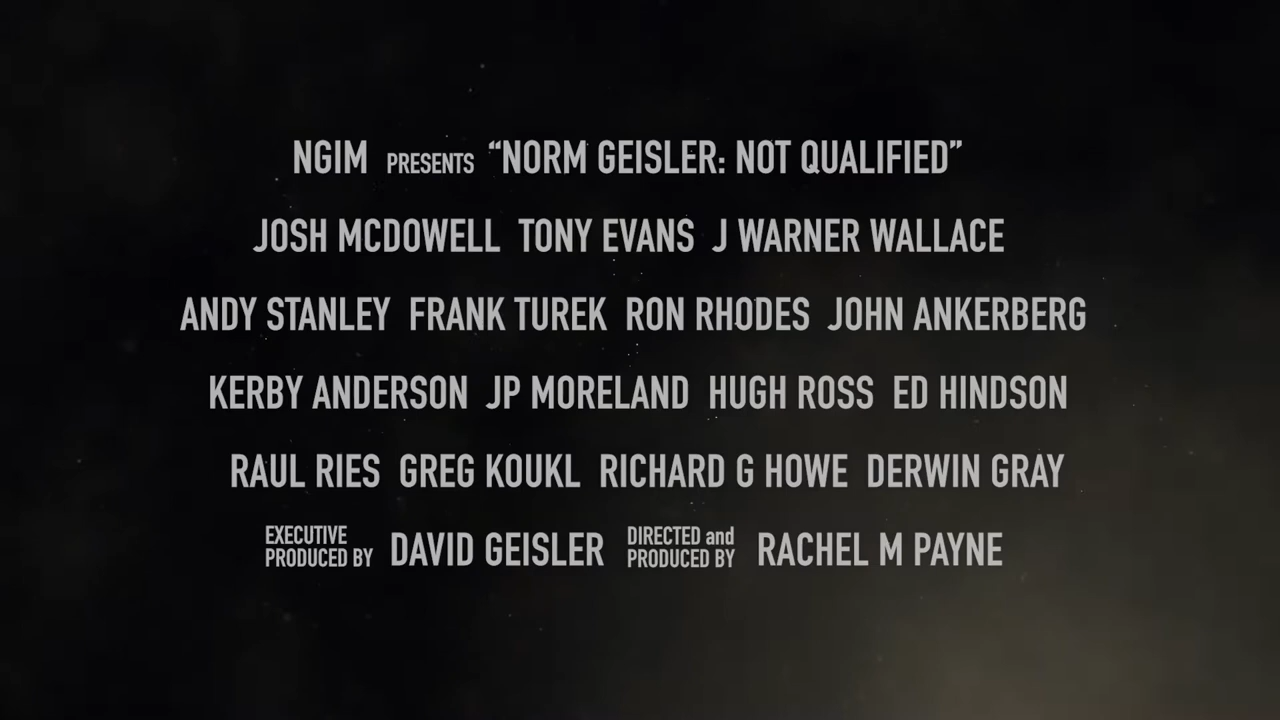 NGIM PRESENTS “NORM GEISLER: NOT QUALIFIED”
JOSH MCDOWELL TONY EVANS J WARNER WALLACE
ANDY STANLEY FRANK TUREK RON RHODES JOHN ANKERBERG
KERBY ANDERSON JP MORELAND HUGH ROSS ED HINDSON
RAUL RIES GREG KOUKL RICHARD G HOWE DERWIN GRAY
EXECUTIVE PRODUCED BY DAVID GEISLER DIRECTED and PRODUCED BY RACHEL M PAYNE